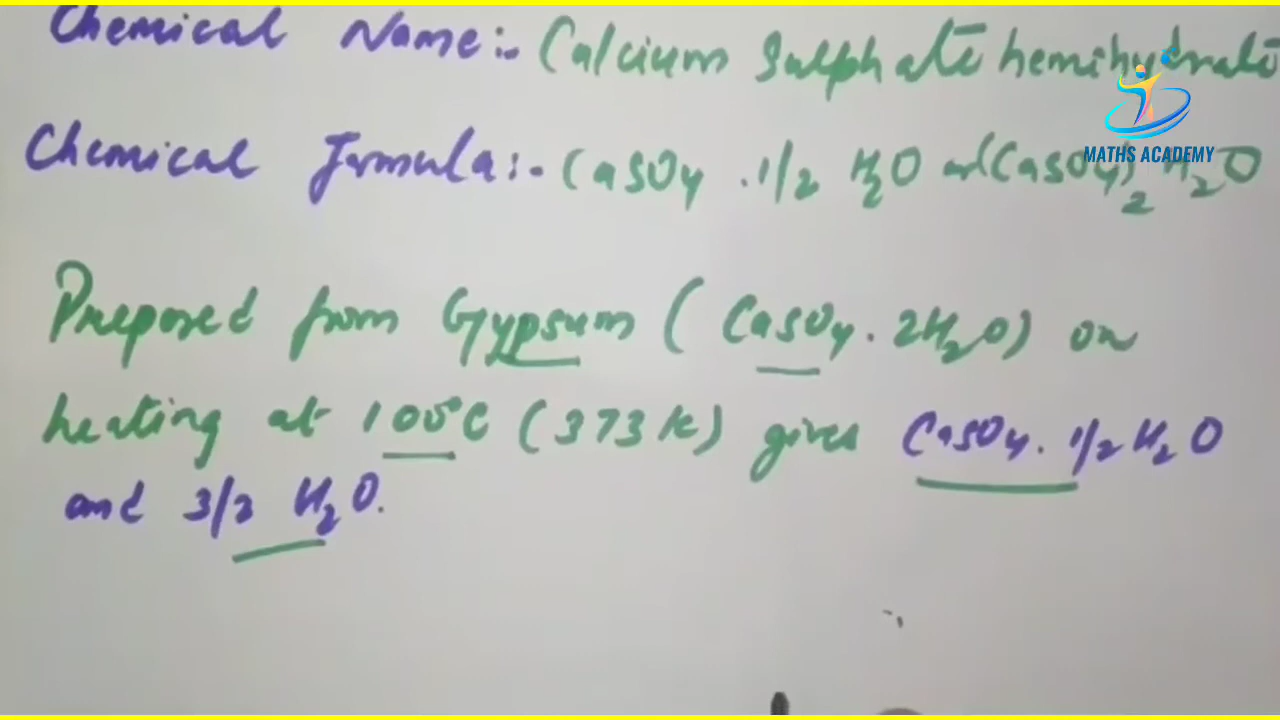 Chemical Name:- Calcium Sulphate hemihydrate
Chemical Formula:- CaSO4 .1/2 H2O or (CaSO4)2 H2O
MATHS ACADEMY
Prepared from Gypsum ( CaSO4 . 2H2O) on
heating at 100°C (373 K) gives CaSO4. 1/2 H2O
and 3/2 H2O.